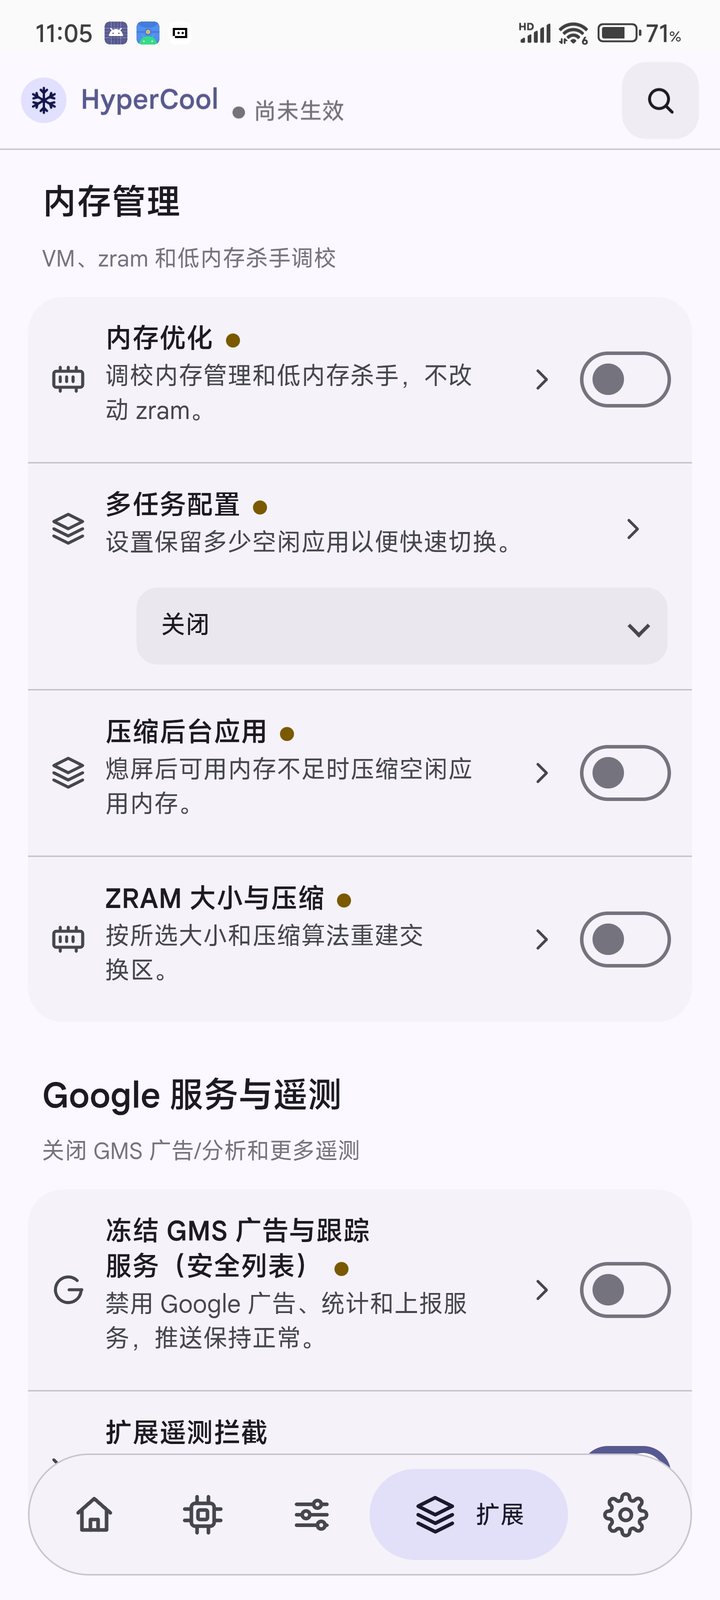 11:05
HD
6
71%
HyperCool
尚未生效
内存管理
VM、zram 和低内存杀手调校
内存优化
调校内存管理和低内存杀手，不改
动 zram。
多任务配置
设置保留多少空闲应用以便快速切换。
关闭
压缩后台应用
熄屏后可用内存不足时压缩空闲应
用内存。
ZRAM 大小与压缩
按所选大小和压缩算法重建交
换区。
Google 服务与遥测
关闭 GMS 广告/分析和更多遥测
冻结 GMS 广告与跟踪
服务（安全列表）
禁用 Google 广告、统计和上报服
务，推送保持正常。
扩展遥测拦截
扩展